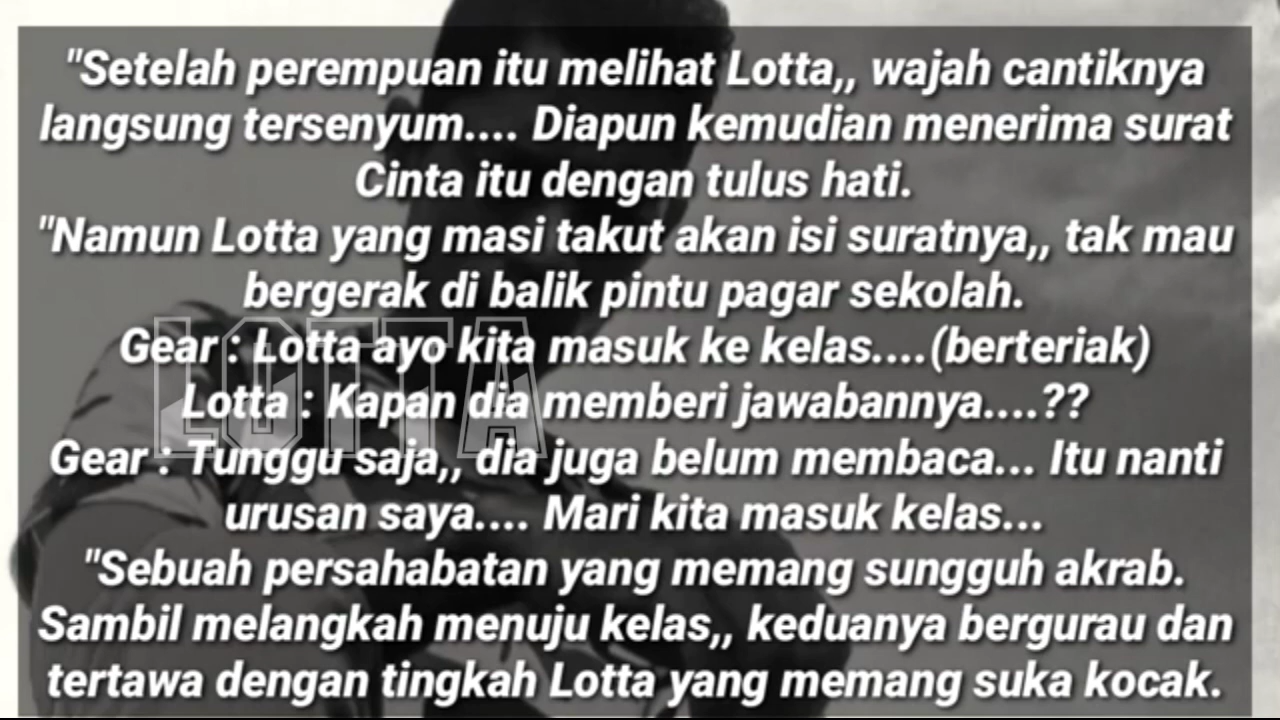 "Setelah perempuan itu melihat Lotta,, wajah cantiknya
langsung tersenyum.... Diapun kemudian menerima surat
Cinta itu dengan tulus hati.
"Namun Lotta yang masi takut akan isi suratnya,, tak mau
bergerak di balik pintu pagar sekolah.
Gear : Lotta ayo kita masuk ke kelas....(berteriak)
Lotta : Kapan dia memberi jawabannya....??
Gear : Tunggu saja,, dia juga belum membaca... Itu nanti
urusan saya.... Mari kita masuk kelas...
"Sebuah persahabatan yang memang sungguh akrab.
Sambil melangkah menuju kelas,, keduanya bergurau dan
tertawa dengan tingkah Lotta yang memang suka kocak.
LOTTA